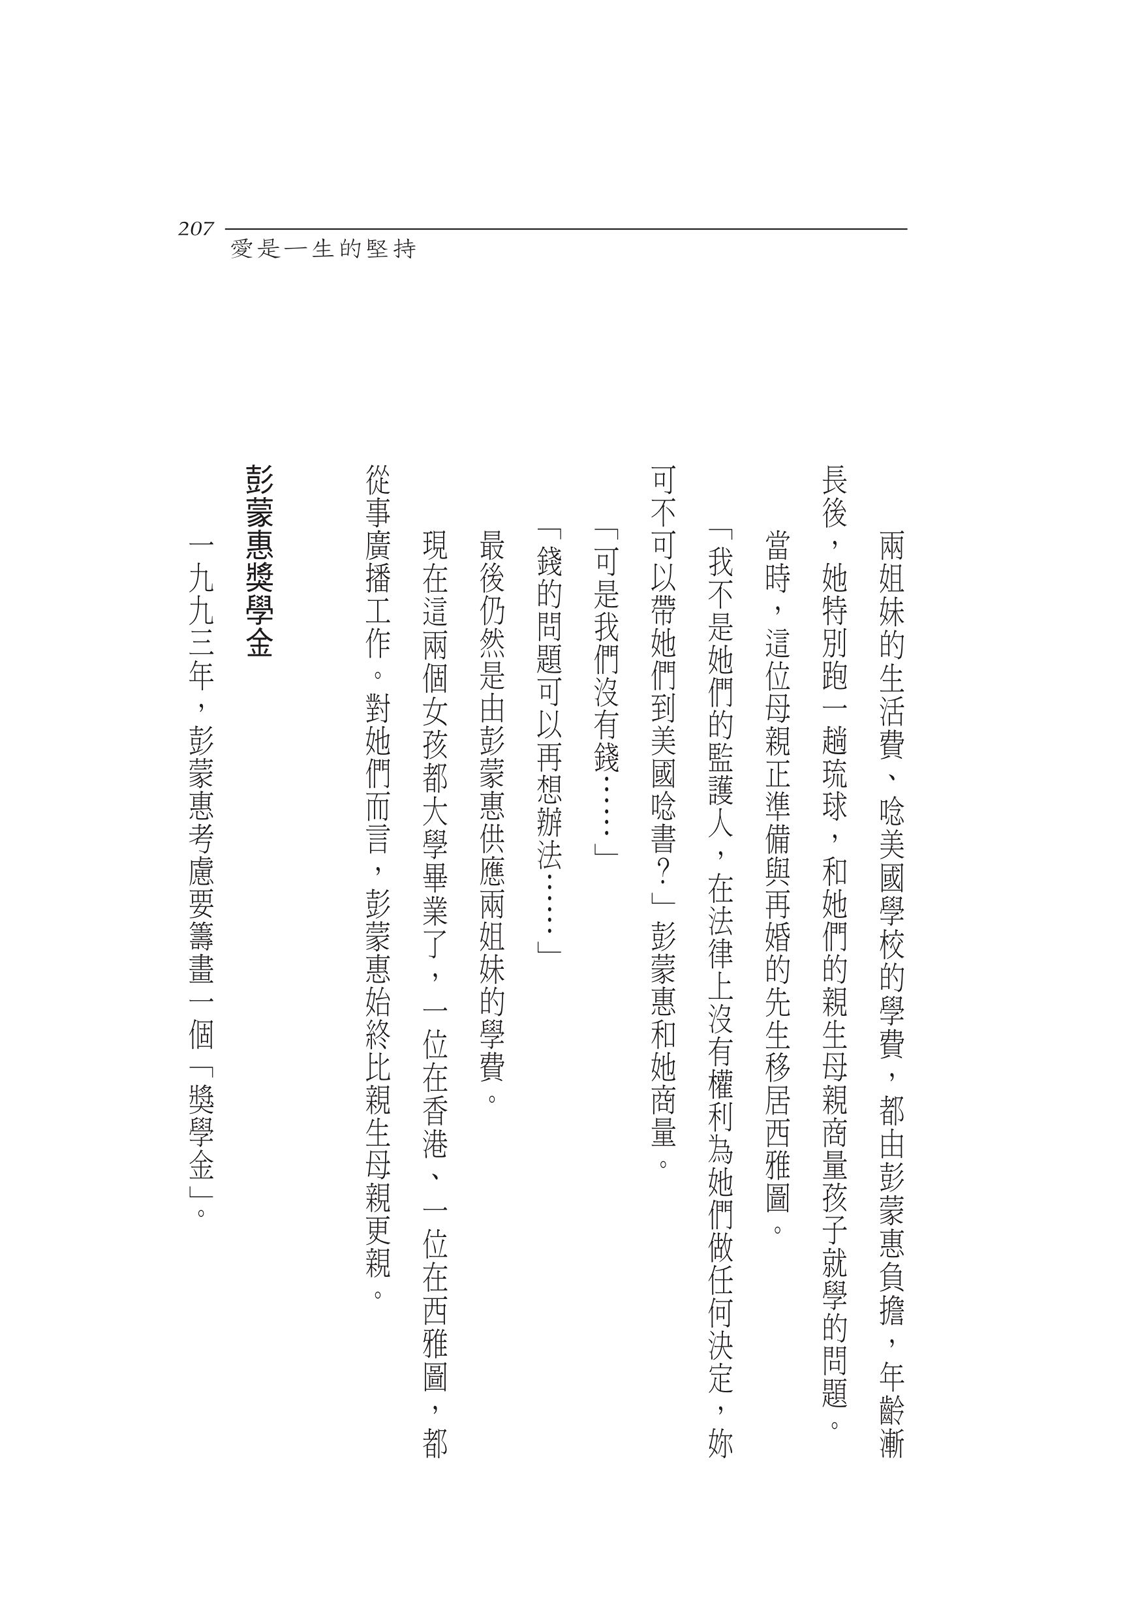 207
愛是一生的堅持
兩姐妹的生活費、唸美國學校的學費，都由彭蒙惠負擔，年齡漸
長後，她特別跑一趟琉球，和她們的親生母親商量孩子就學的問題。
當時，這位母親正準備與再婚的先生移居西雅圖。
「我不是她們的監護人，在法律上沒有權利為她們做任何決定，妳
可不可以帶她們到美國唸書？」彭蒙惠和她商量。
「可是我們沒有錢……」
「錢的問題可以再想辦法……」
最後仍然是由彭蒙惠供應兩姐妹的學費。
現在這兩個女孩都大學畢業了，一位在香港、一位在西雅圖，都
從事廣播工作。對她們而言，彭蒙惠始終比親生母親更親。
彭蒙惠獎學金
一九九三年，彭蒙惠考慮要籌畫一個「獎學金」。